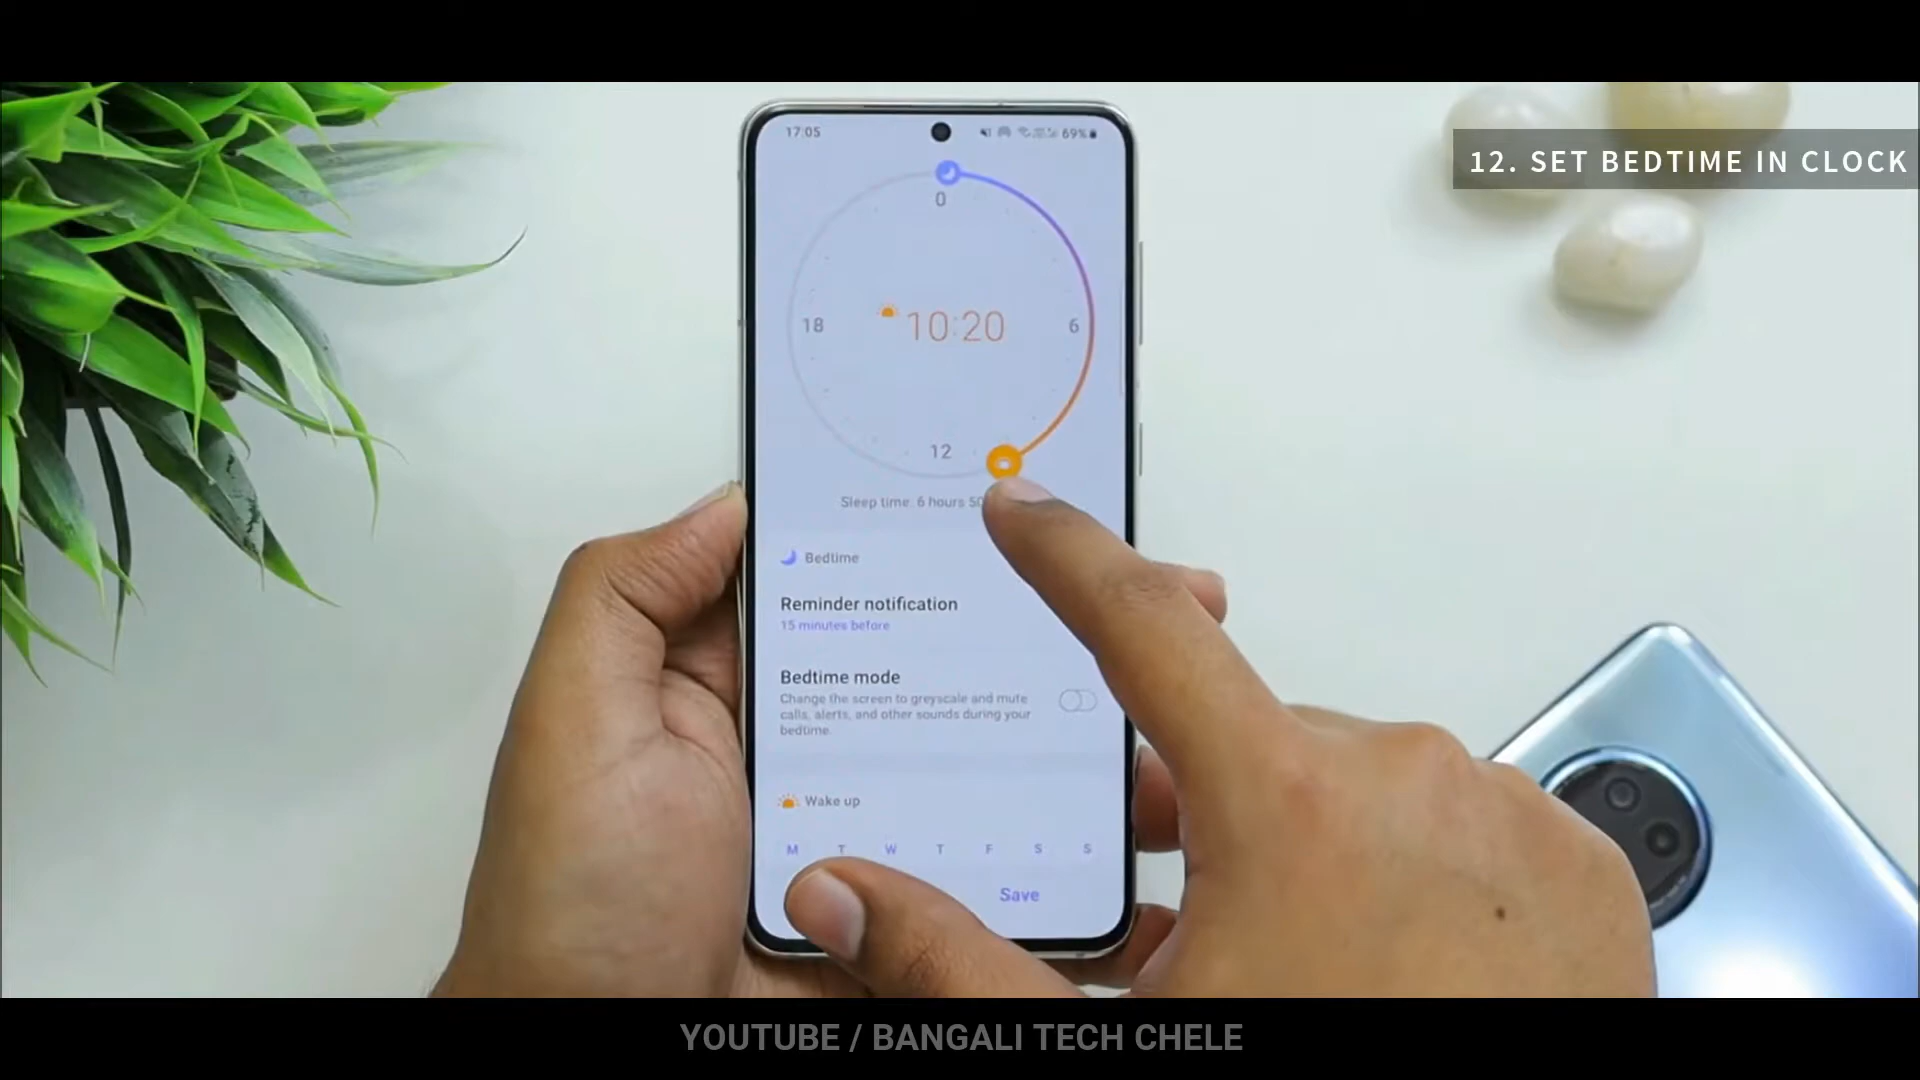 17:05
69%
12. SET BEDTIME IN CLOCK
0
18
10:20
6
12
Sleep time: 6 hours 50
Bedtime
Reminder notification
15 minutes before
Bedtime mode
Change the screen to greyscale and mute
calls, alerts, and other sounds during your
bedtime.
Wake up
M T W T F S S
Save
YOUTUBE / BANGALI TECH CHELE